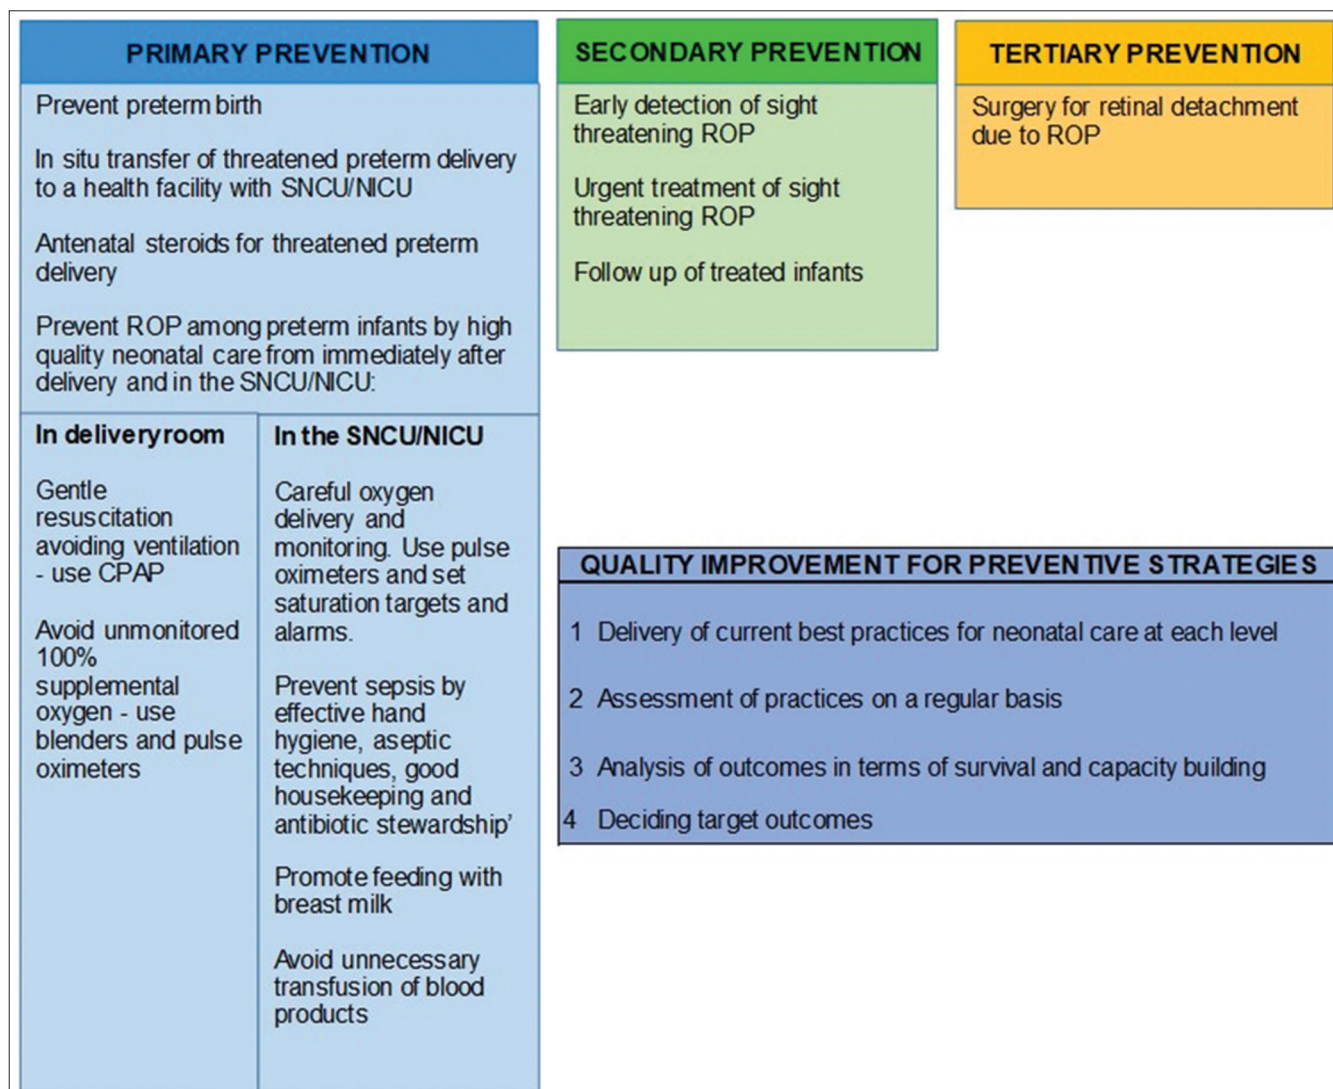 PRIMARY PREVENTION
Prevent preterm birth
In situ transfer of threatened preterm delivery
to a health facility with SNCU/NICU
Antenatal steroids for threatened preterm
delivery
Prevent ROP among preterm infants by high
quality neonatal care from immediately after
delivery and in the SNCU/NICU:
In delivery room
Gentle
resuscitation
avoiding ventilation
- use CPAP
Avoid unmonitored
100%
supplemental
oxygen - use
blenders and pulse
oximeters
In the SNCU/NICU
Careful oxygen
delivery and
monitoring. Use pulse
oximeters and set
saturation targets and
alarms.
Prevent sepsis by
effective hand
hygiene, aseptic
techniques, good
housekeeping and
antibiotic stewardship’
Promote feeding with
breast milk
Avoid unnecessary
transfusion of blood
products
SECONDARY PREVENTION
Early detection of sight
threatening ROP
Urgent treatment of sight
threatening ROP
Follow up of treated infants
TERTIARY PREVENTION
Surgery for retinal detachment
due to ROP
QUALITY IMPROVEMENT FOR PREVENTIVE STRATEGIES
1 Delivery of current best practices for neonatal care at each level
2 Assessment of practices on a regular basis
3 Analysis of outcomes in terms of survival and capacity building
4 Deciding target outcomes